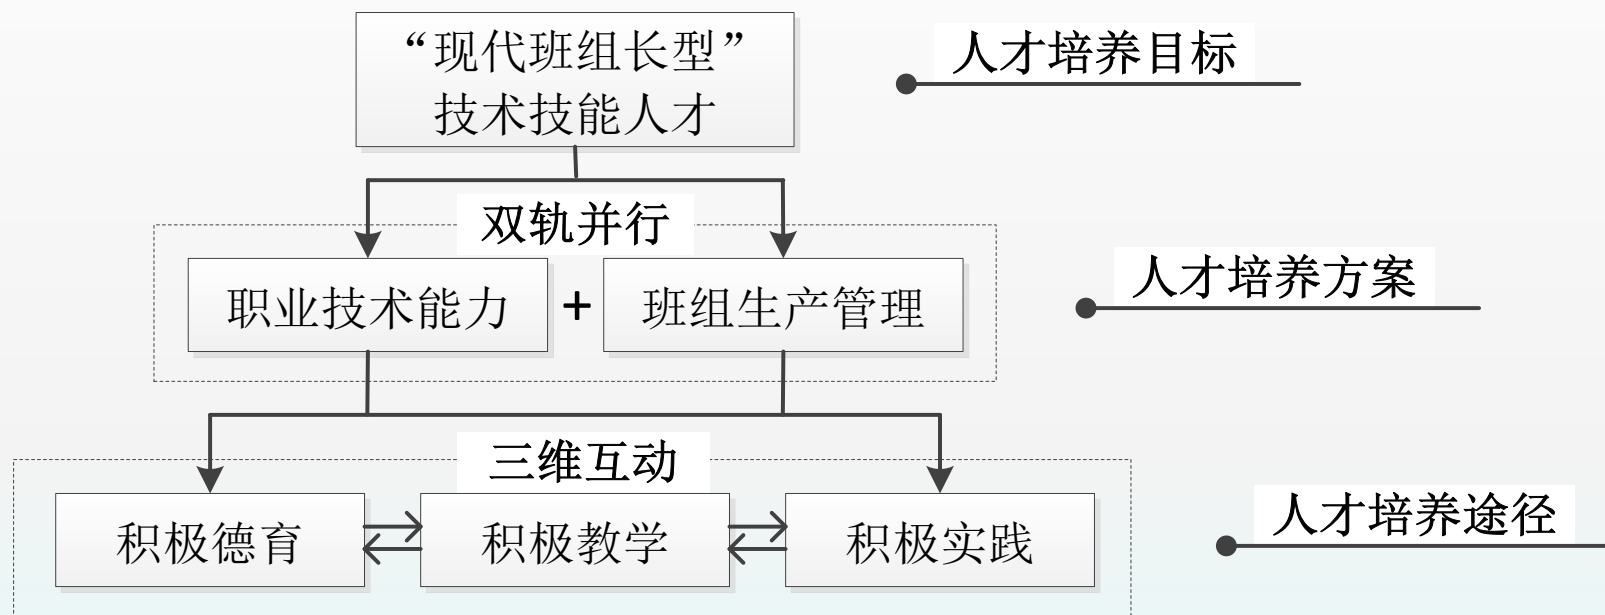 “现代班组长型”
技术技能人才
人才培养目标
双轨并行
职业技术能力
+
班组生产管理
人才培养方案
三维互动
积极德育
积极教学
积极实践
人才培养途径